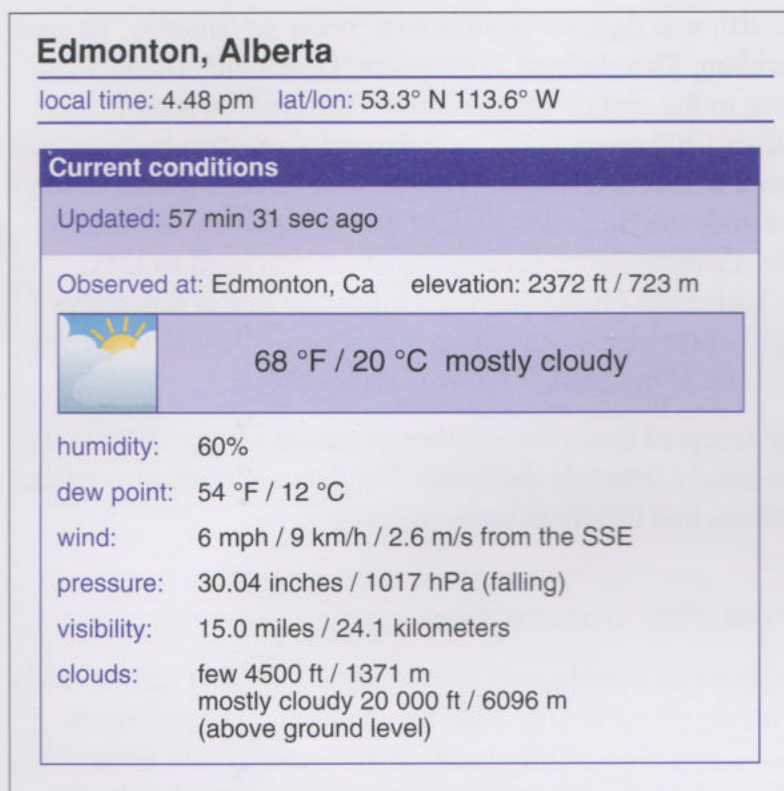 Edmonton, Alberta
local time: 4.48 pm lat/lon: 53.3° N 113.6° W
Current conditions
Updated: 57 min 31 sec ago
Observed at: Edmonton, Ca elevation: 2372 ft / 723 m
68 °F / 20 °C mostly cloudy
humidity: 60%
dew point: 54 °F / 12 °C
wind: 6 mph / 9 km/h / 2.6 m/s from the SSE
pressure: 30.04 inches / 1017 hPa (falling)
visibility: 15.0 miles / 24.1 kilometers
clouds: few 4500 ft / 1371 m
mostly cloudy 20 000 ft / 6096 m
(above ground level)